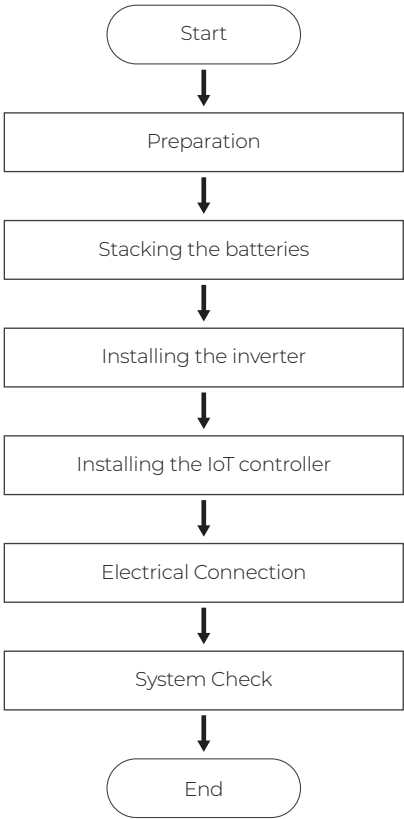 Start
Preparation
Stacking the batteries
Installing the inverter
Installing the IoT controller
Electrical Connection
System Check
End